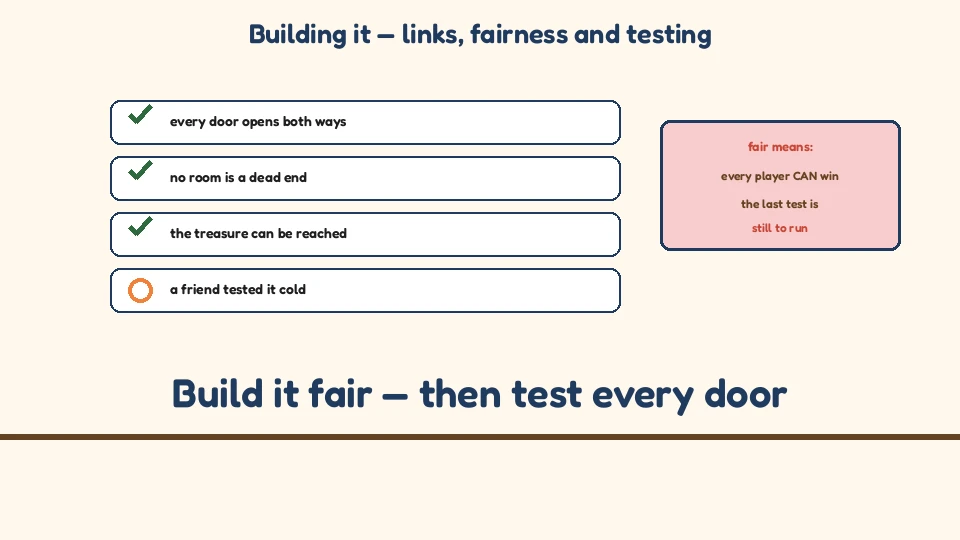 Building it — links, fairness and testing
every door opens both ways
no room is a dead end
the treasure can be reached
a friend tested it cold
fair means:
every player CAN win
the last test is
still to run
Build it fair — then test every door